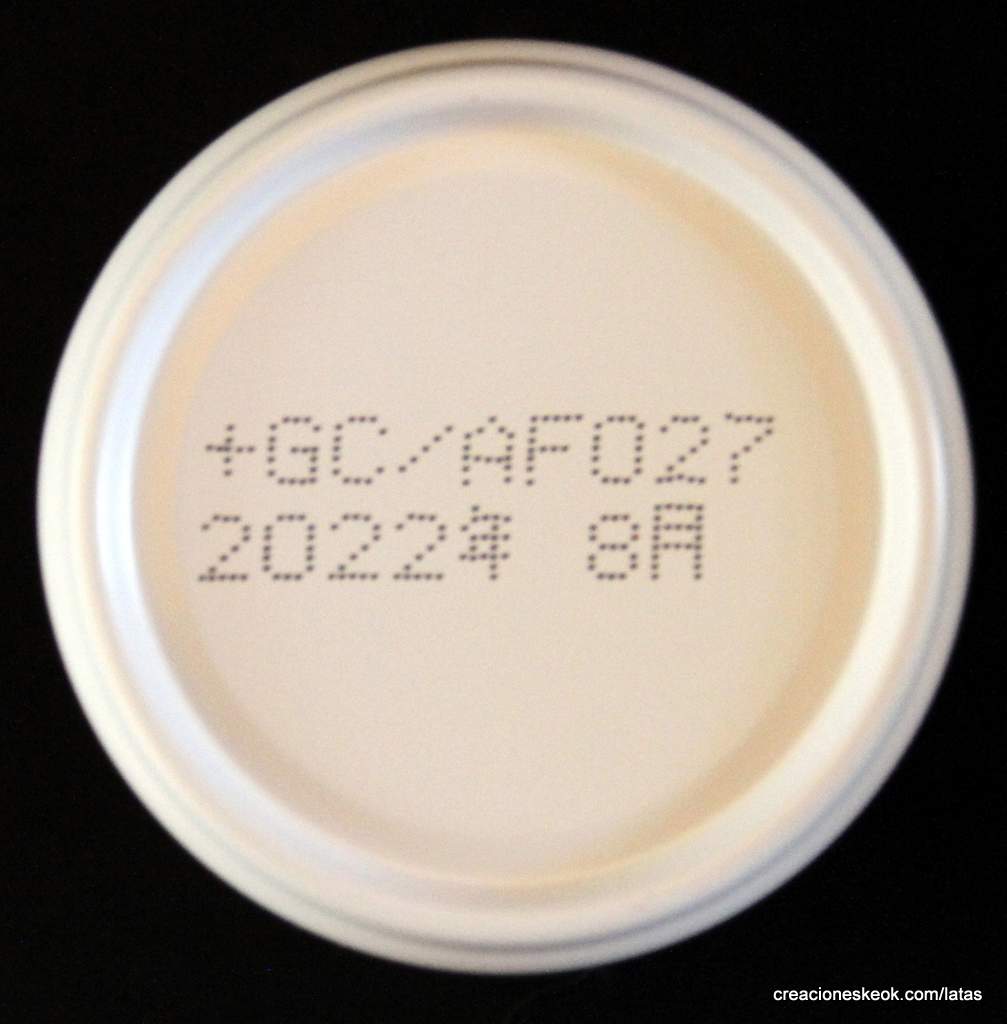 +GC/AF027
2022年 8月
creacioneskeok.com/latas